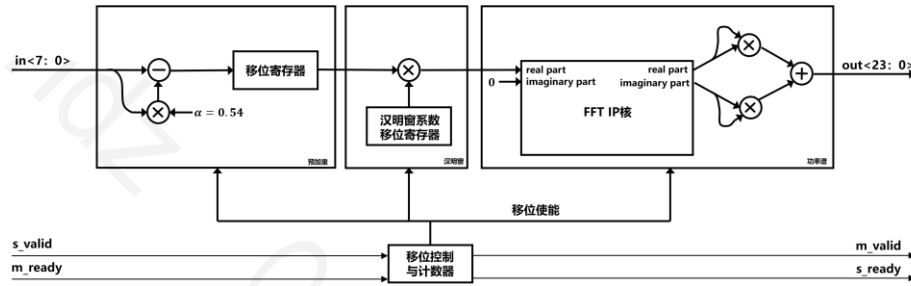 in<7: 0>
移位寄存器
α = 0.54
预加重
汉明窗系数
移位寄存器
汉明窗
0
real part
imaginary part
real part
imaginary part
FFT IP核
功率谱
out<23: 0>
移位使能
s_valid
m_ready
移位控制
与计数器
m_valid
s_ready